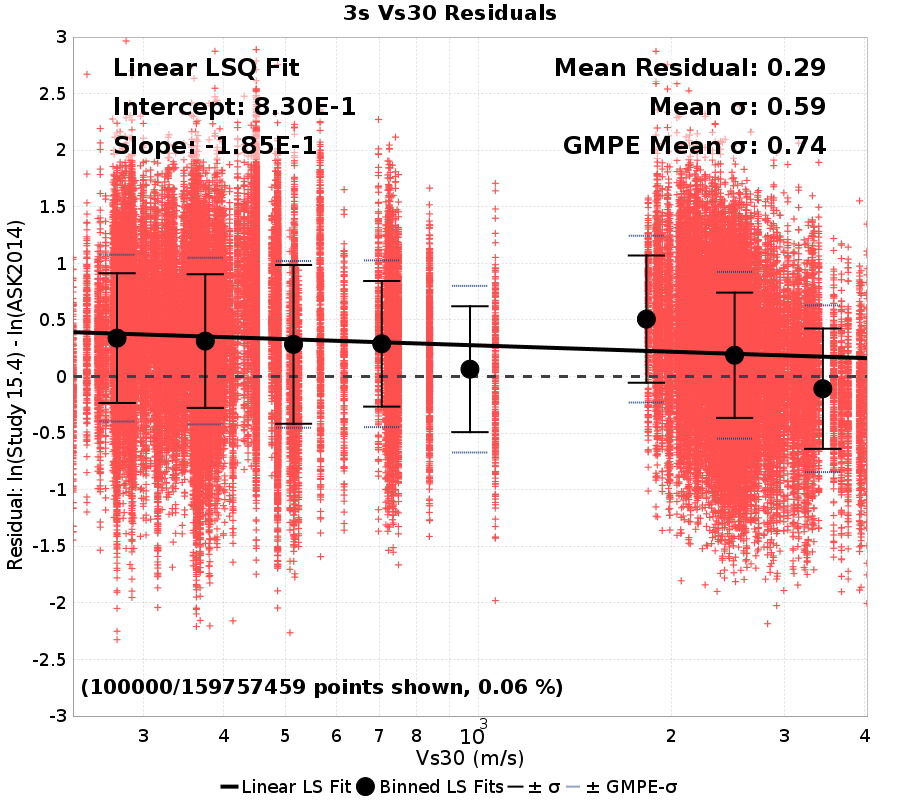 3s Vs30 Residuals
Linear LSQ Fit
Intercept: 8.30E-1
Slope: -1.85E-1
Mean Residual: 0.29
Mean σ: 0.59
GMPE Mean σ: 0.74
Residual: ln(Study 15.4) - ln(ASK2014)
3
2.5
2
1.5
1
0.5
0
-0.5
-1
-1.5
-2
-2.5
-3
(100000/159757459 points shown, 0.06 %)
3 4 5 6 7 8 10³ 2 3 4
Vs30 (m/s)
Linear LS Fit Binned LS Fits ± σ ± GMPE-σ